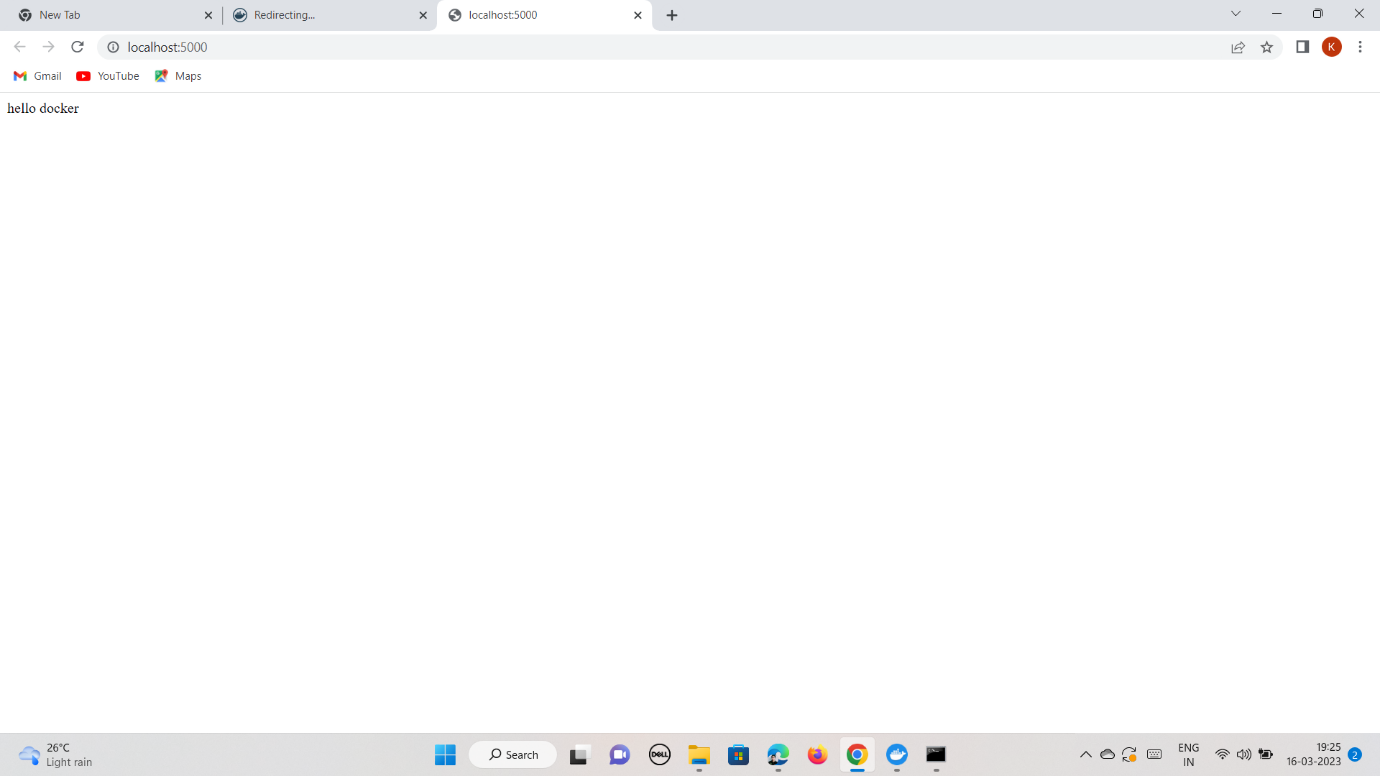 New Tab
Redirecting...
localhost:5000
localhost:5000
K
Gmail
YouTube
Maps
hello docker
26°C
Light rain
Search
DELL
ENG
IN
19:25
16-03-2023
2